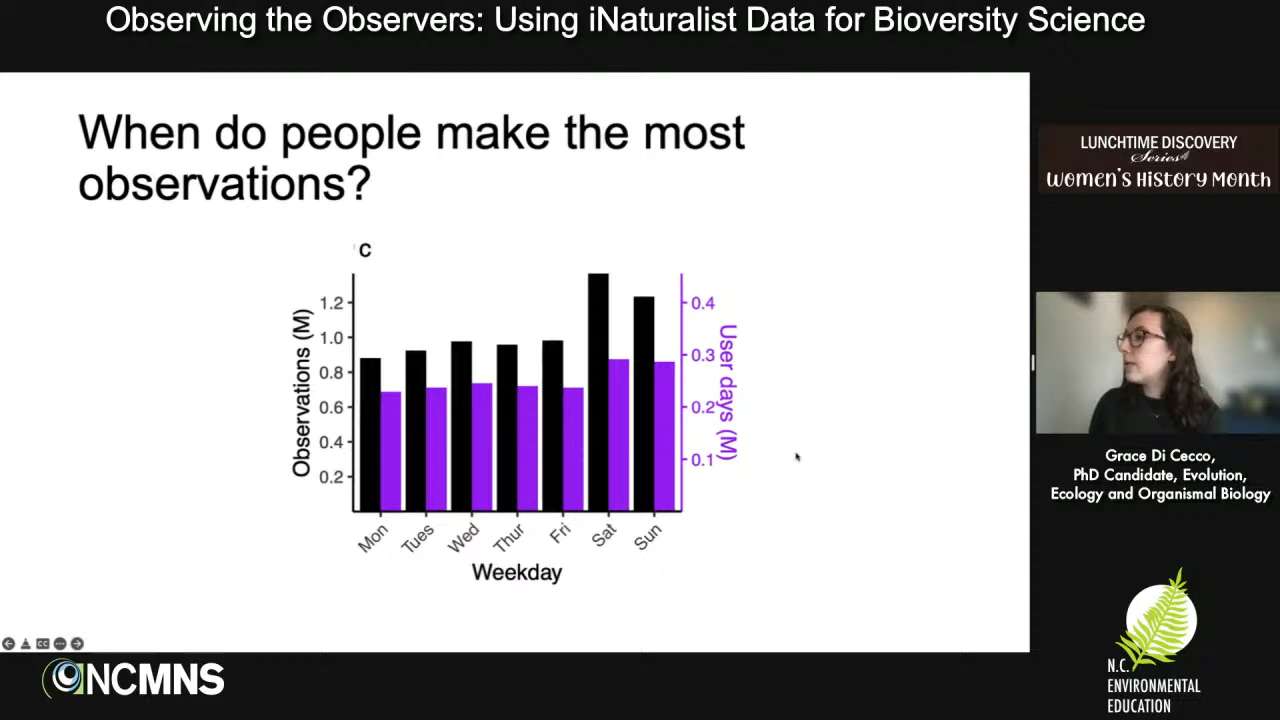 Observing the Observers: Using iNaturalist Data for Bioversity Science
When do people make the most
observations?
C
Observations (M)
1.2
1.0
0.8
0.6
0.4
0.2
0.4
0.3
0.2
0.1
User days (M)
Mon
Tues
Wed
Thur
Fri
Sat
Sun
Weekday
LUNCHTIME DISCOVERY
Series
Women's History Month
Grace Di Cecco,
PhD Candidate, Evolution,
Ecology and Organismal Biology
CC
NCMNS
N.C.
ENVIRONMENTAL
EDUCATION